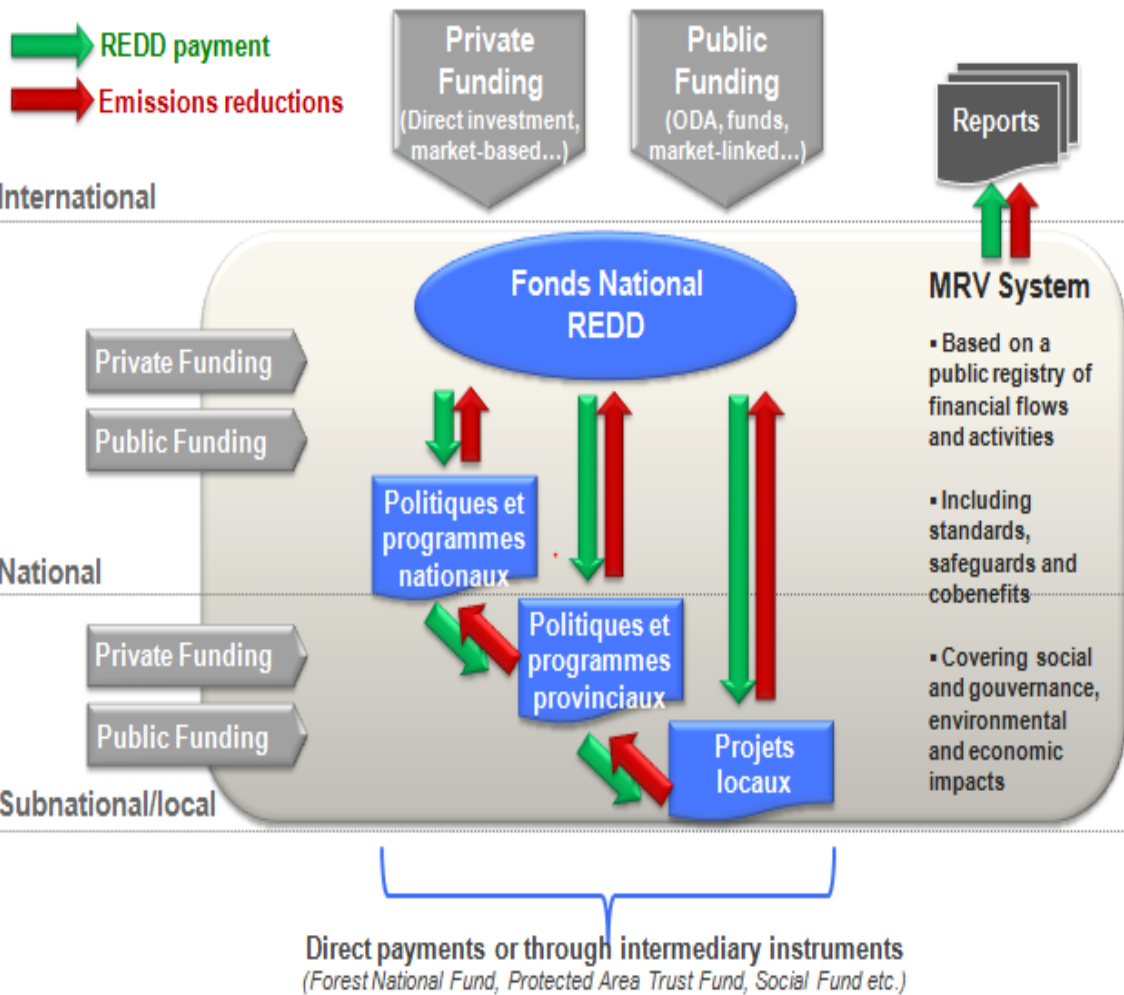 REDD payment
Emissions reductions
Private
Funding
(Direct investment,
market-based...)
Public
Funding
(ODA, funds,
market-linked...)
Reports
International
Fonds National
REDD
MRV System
▪ Based on a
public registry of
financial flows
and activities
▪ Including
standards,
safeguards and
cobenefits
▪ Covering social
and gouvernance,
environmental
and economic
impacts
Private Funding
Public Funding
Politiques et
programmes
nationaux
National
Private Funding
Public Funding
Politiques et
programmes
provinciaux
Projets
locaux
Subnational/local
Direct payments or through intermediary instruments
(Forest National Fund, Protected Area Trust Fund, Social Fund etc.)